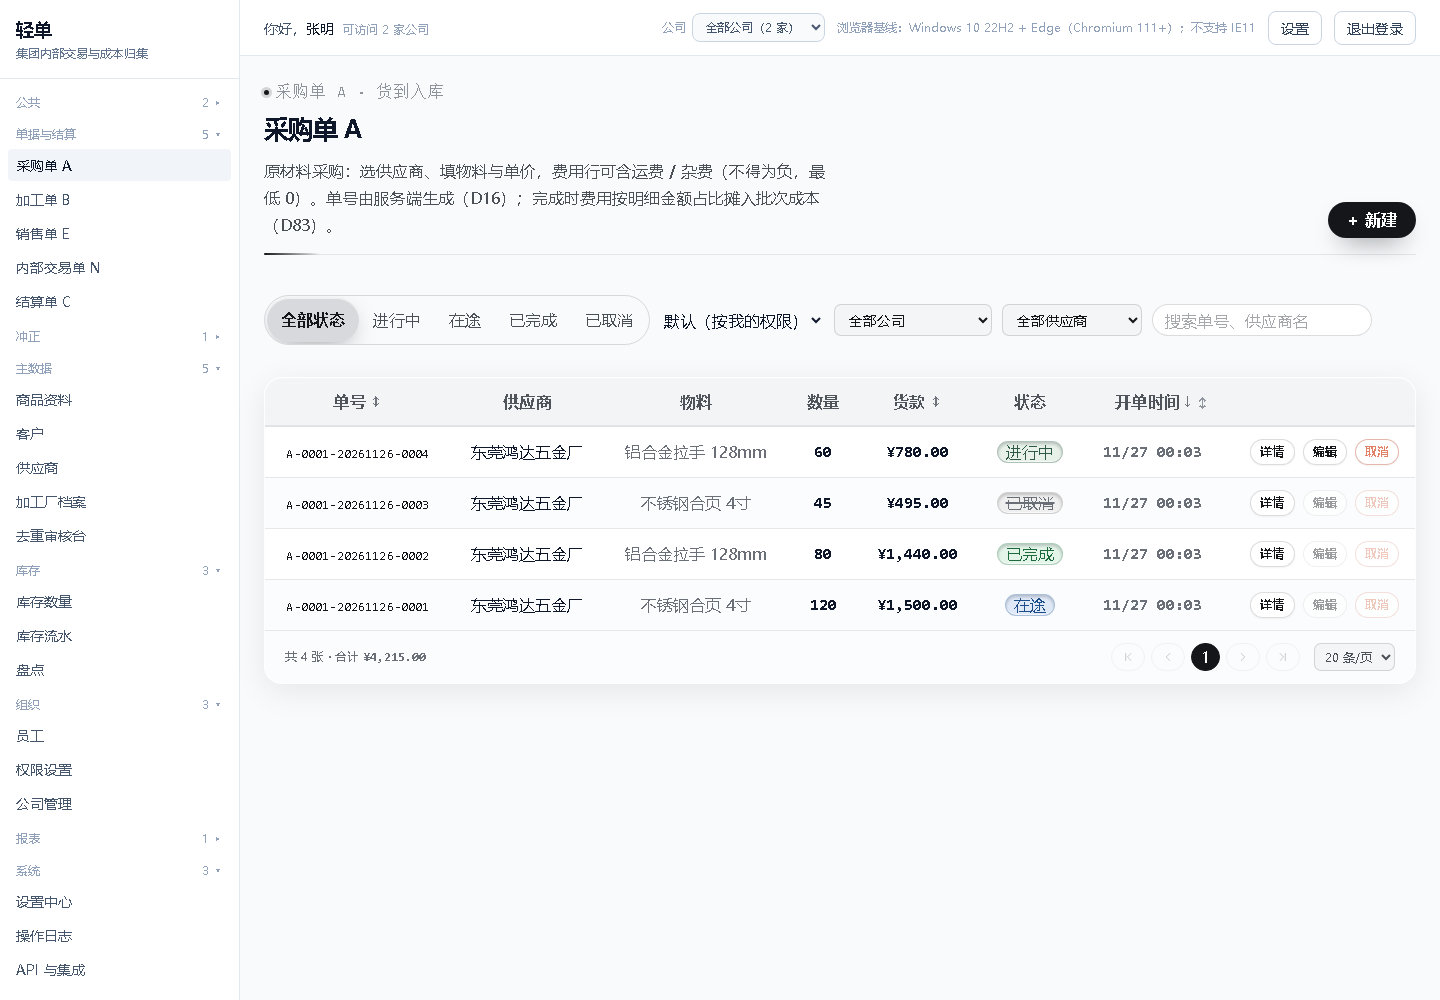 轻单
集团内部交易与成本归集
公共 2 ▸
单据与结算 5 ▾
采购单 A
加工单 B
销售单 E
内部交易单 N
结算单 C
冲正 1 ▸
主数据 5 ▾
商品资料
客户
供应商
加工厂档案
去重审核台
库存 3 ▾
库存数量
库存流水
盘点
组织 3 ▾
员工
权限设置
公司管理
报表 1 ▸
系统 3 ▾
设置中心
操作日志
API 与集成
你好，张明 可访问 2 家公司 公司 全部公司（2 家） 浏览器基线：Windows 10 22H2 + Edge（Chromium 111+）；不支持 IE11 设置 退出登录
采购单 A - 货到入库
采购单 A
原材料采购：选供应商、填物料与单价，费用行可含运费 / 杂费（不得为负，最
低 0）。单号由服务端生成（D16）；完成时费用按明细金额占比摊入批次成本
（D83）。
+ 新建
全部状态 进行中 在途 已完成 已取消 默认（按我的权限） 全部公司 全部供应商 搜索单号、供应商名
单号 ↕ 供应商 物料 数量 货款 ↕ 状态 开单时间 ↓ ↕
A-0001-20261126-0004 东莞鸿达五金厂 铝合金拉手 128mm 60 ¥780.00 进行中 11/27 00:03 详情 编辑 取消
A-0001-20261126-0003 东莞鸿达五金厂 不锈钢合页 4寸 45 ¥495.00 已取消 11/27 00:03 详情 编辑 取消
A-0001-20261126-0002 东莞鸿达五金厂 铝合金拉手 128mm 80 ¥1,440.00 已完成 11/27 00:03 详情 编辑 取消
A-0001-20261126-0001 东莞鸿达五金厂 不锈钢合页 4寸 120 ¥1,500.00 在途 11/27 00:03 详情 编辑 取消
共 4 张 · 合计 ¥4,215.00 1 20 条/页